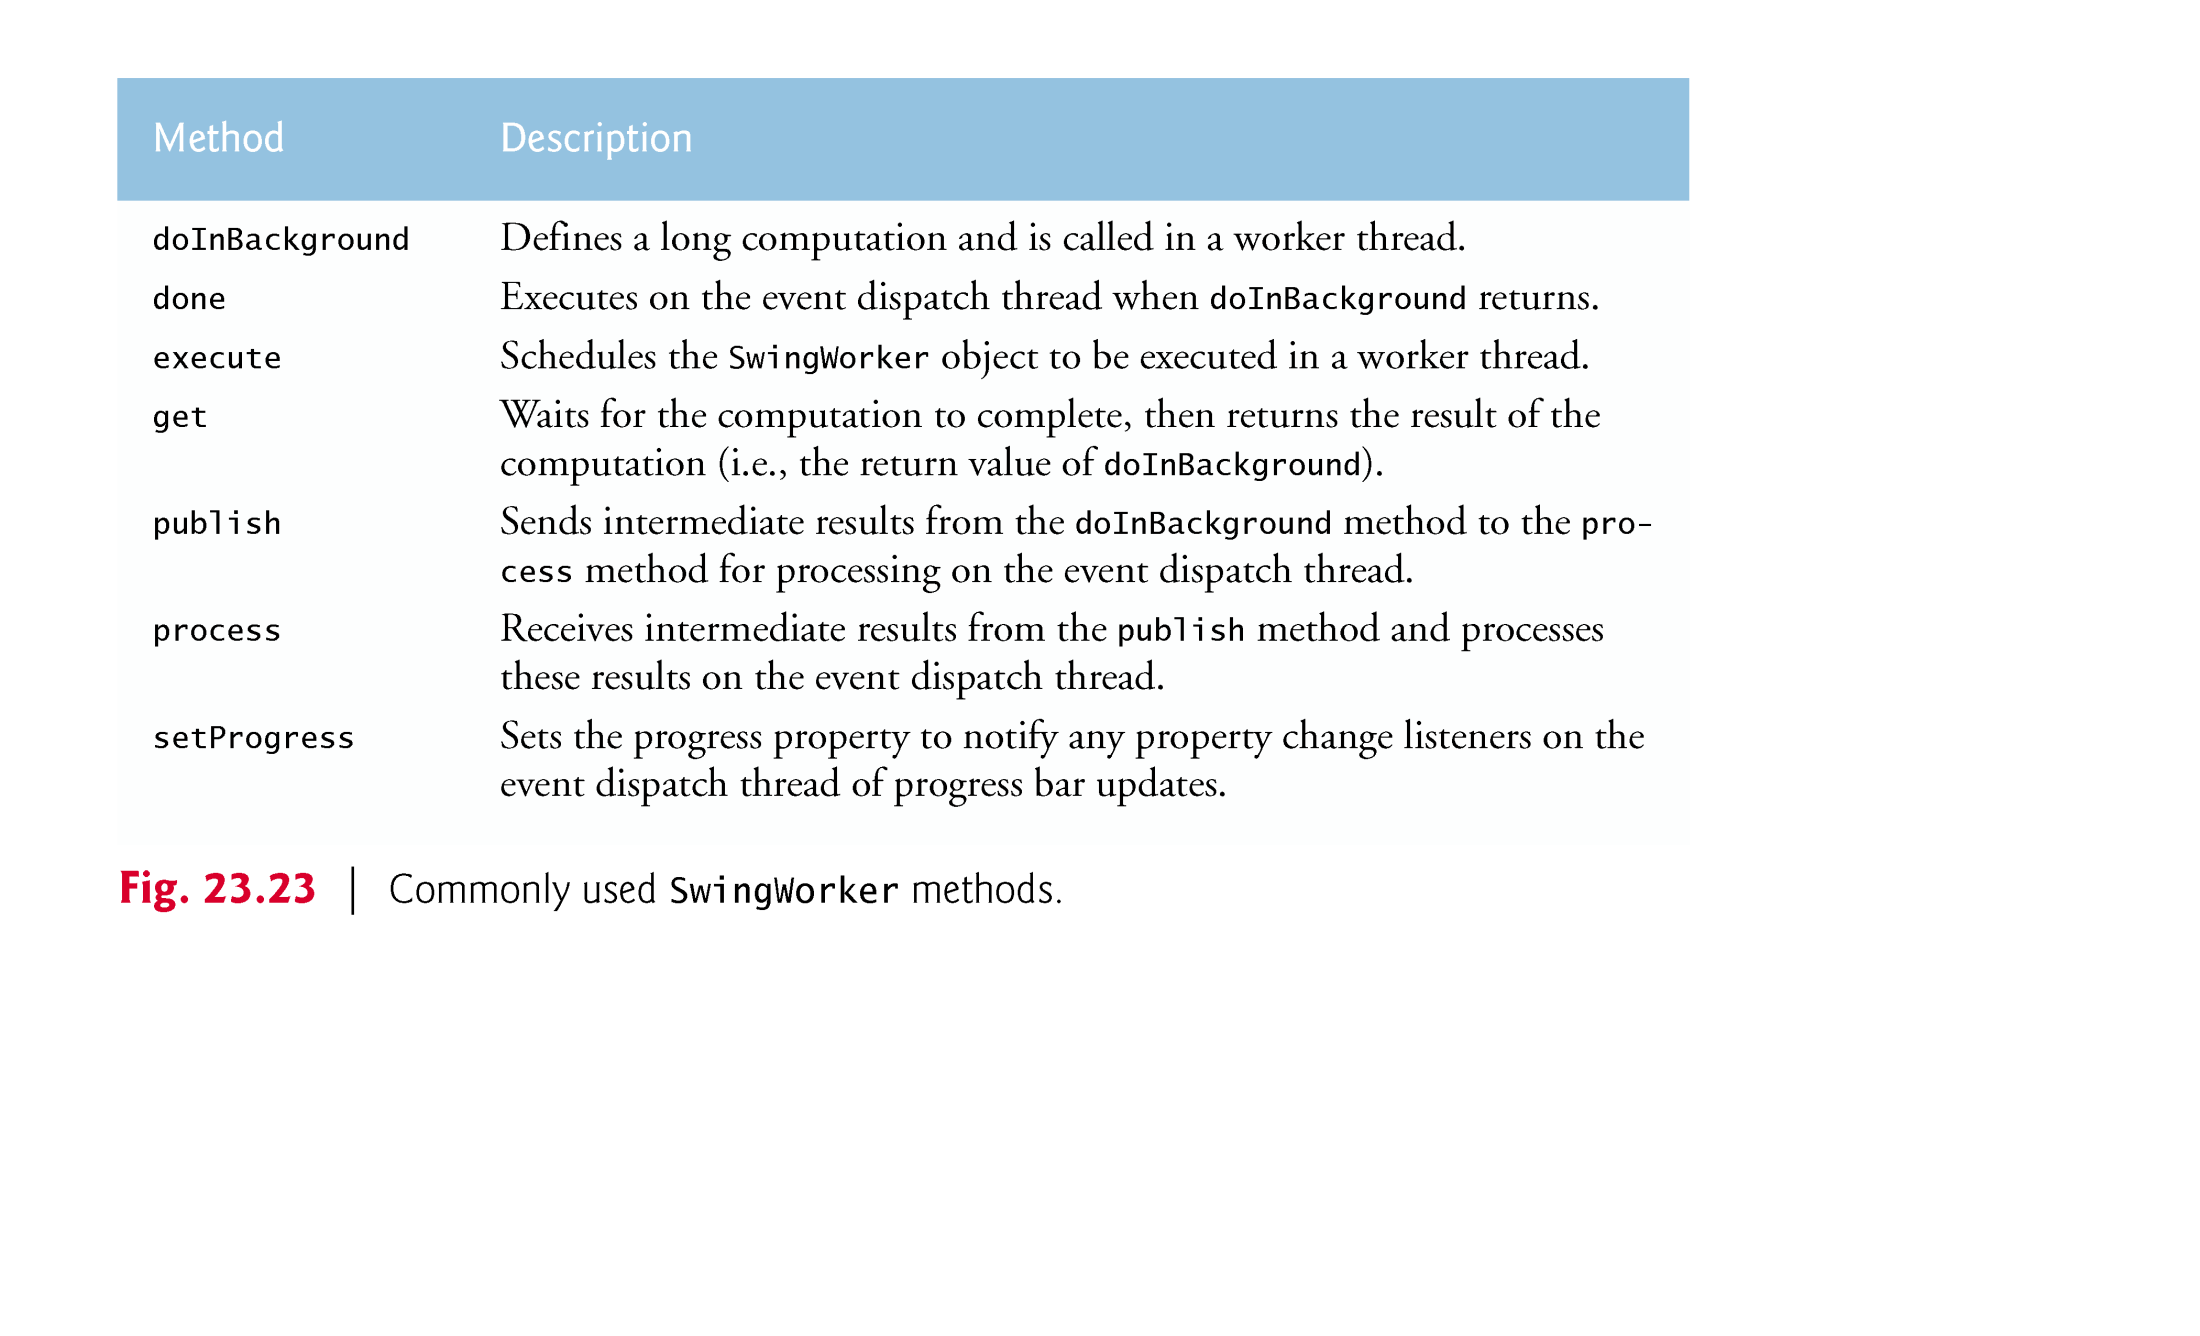 Method Description
doInBackground Defines a long computation and is called in a worker thread.
done Executes on the event dispatch thread when doInBackground returns.
execute Schedules the SwingWorker object to be executed in a worker thread.
get Waits for the computation to complete, then returns the result of the
computation (i.e., the return value of doInBackground).
publish Sends intermediate results from the doInBackground method to the pro-
cess method for processing on the event dispatch thread.
process Receives intermediate results from the publish method and processes
these results on the event dispatch thread.
setProgress Sets the progress property to notify any property change listeners on the
event dispatch thread of progress bar updates.
Fig. 23.23 | Commonly used SwingWorker methods.